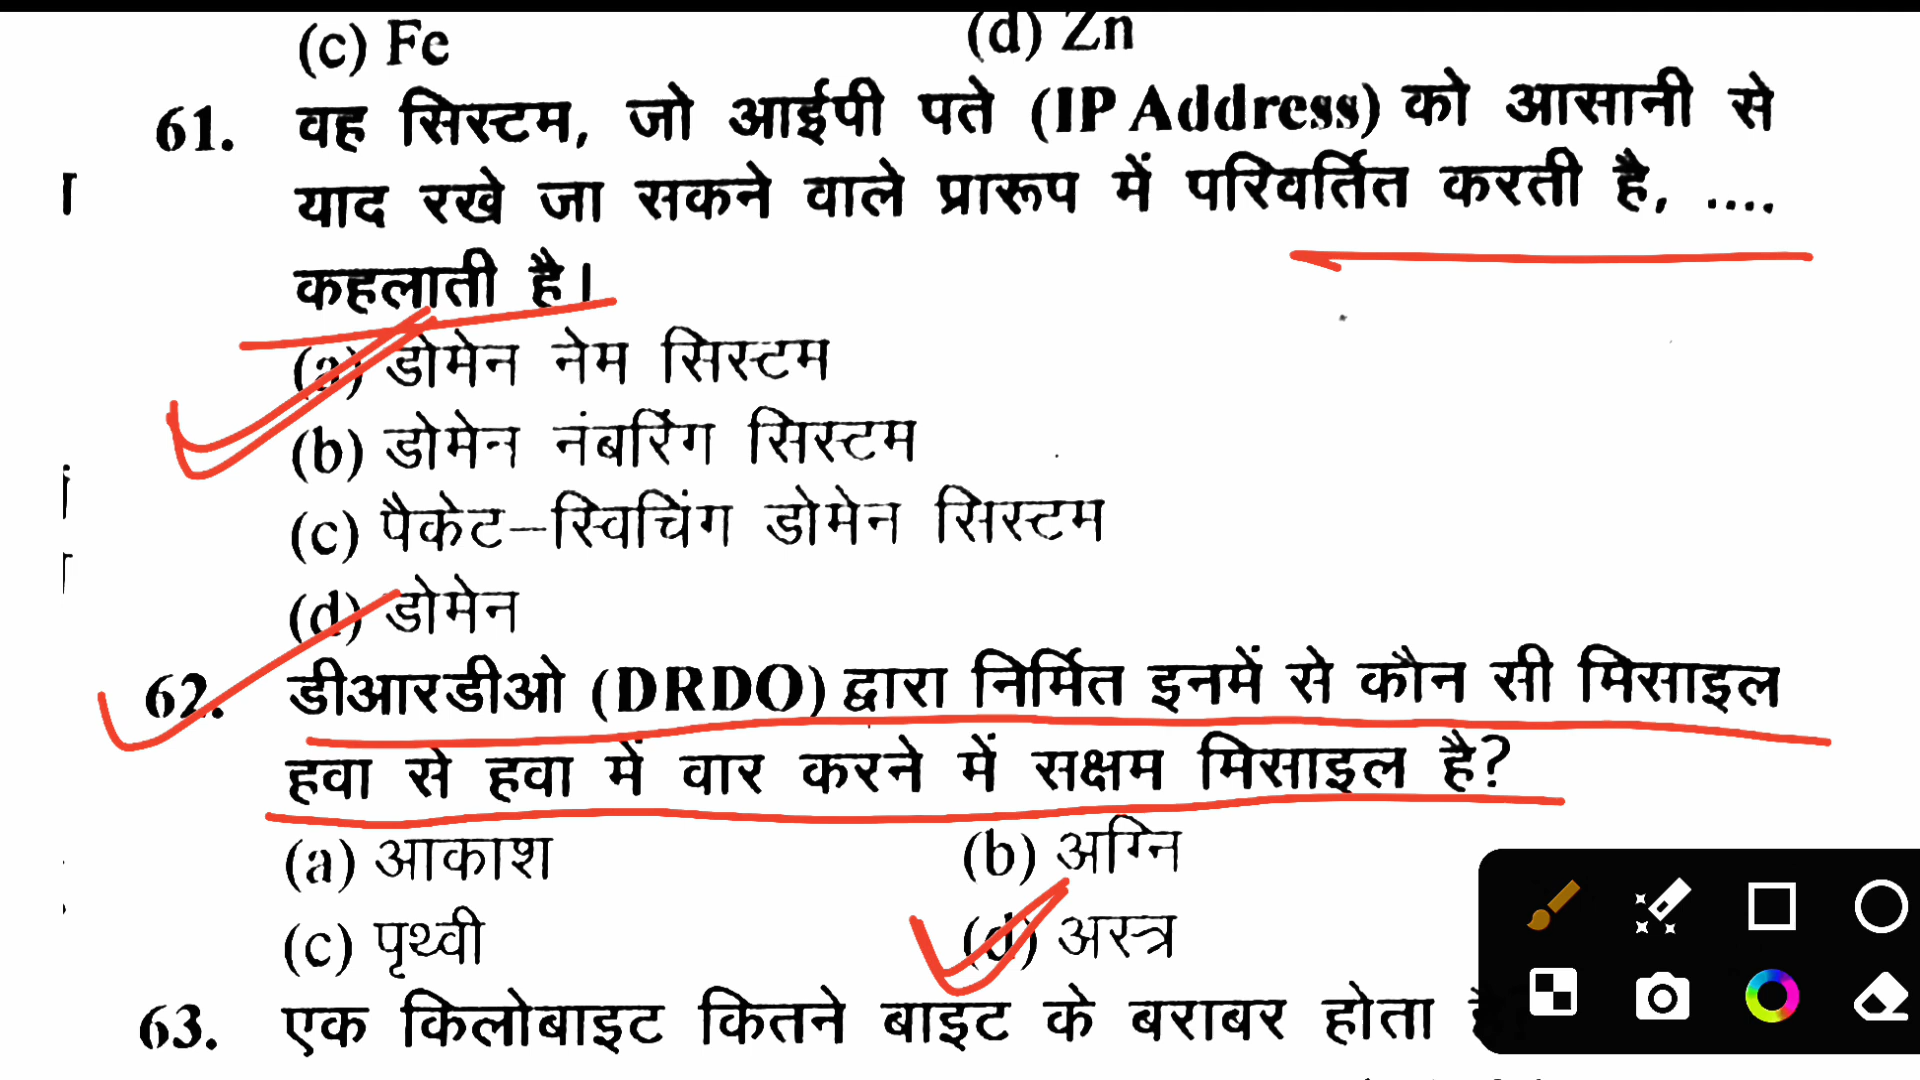 (c) Fe (d) Zn
61. वह सिस्टम, जो आईपी पते (IP Address) को आसानी से
याद रखे जा सकने वाले प्रारूप में परिवर्तित करती है, ....
कहलाती है।
(a) डोमेन नेम सिस्टम
(b) डोमेन नंबरिंग सिस्टम
(c) पैकेट–स्विचिंग डोमेन सिस्टम
(d) डोमेन
62. डीआरडीओ (DRDO) द्वारा निर्मित इनमें से कौन सी मिसाइल
हवा से हवा में वार करने में सक्षम मिसाइल है?
(a) आकाश (b) अग्नि
(c) पृथ्वी (d) अस्त्र
63. एक किलोबाइट कितने बाइट के बराबर होता